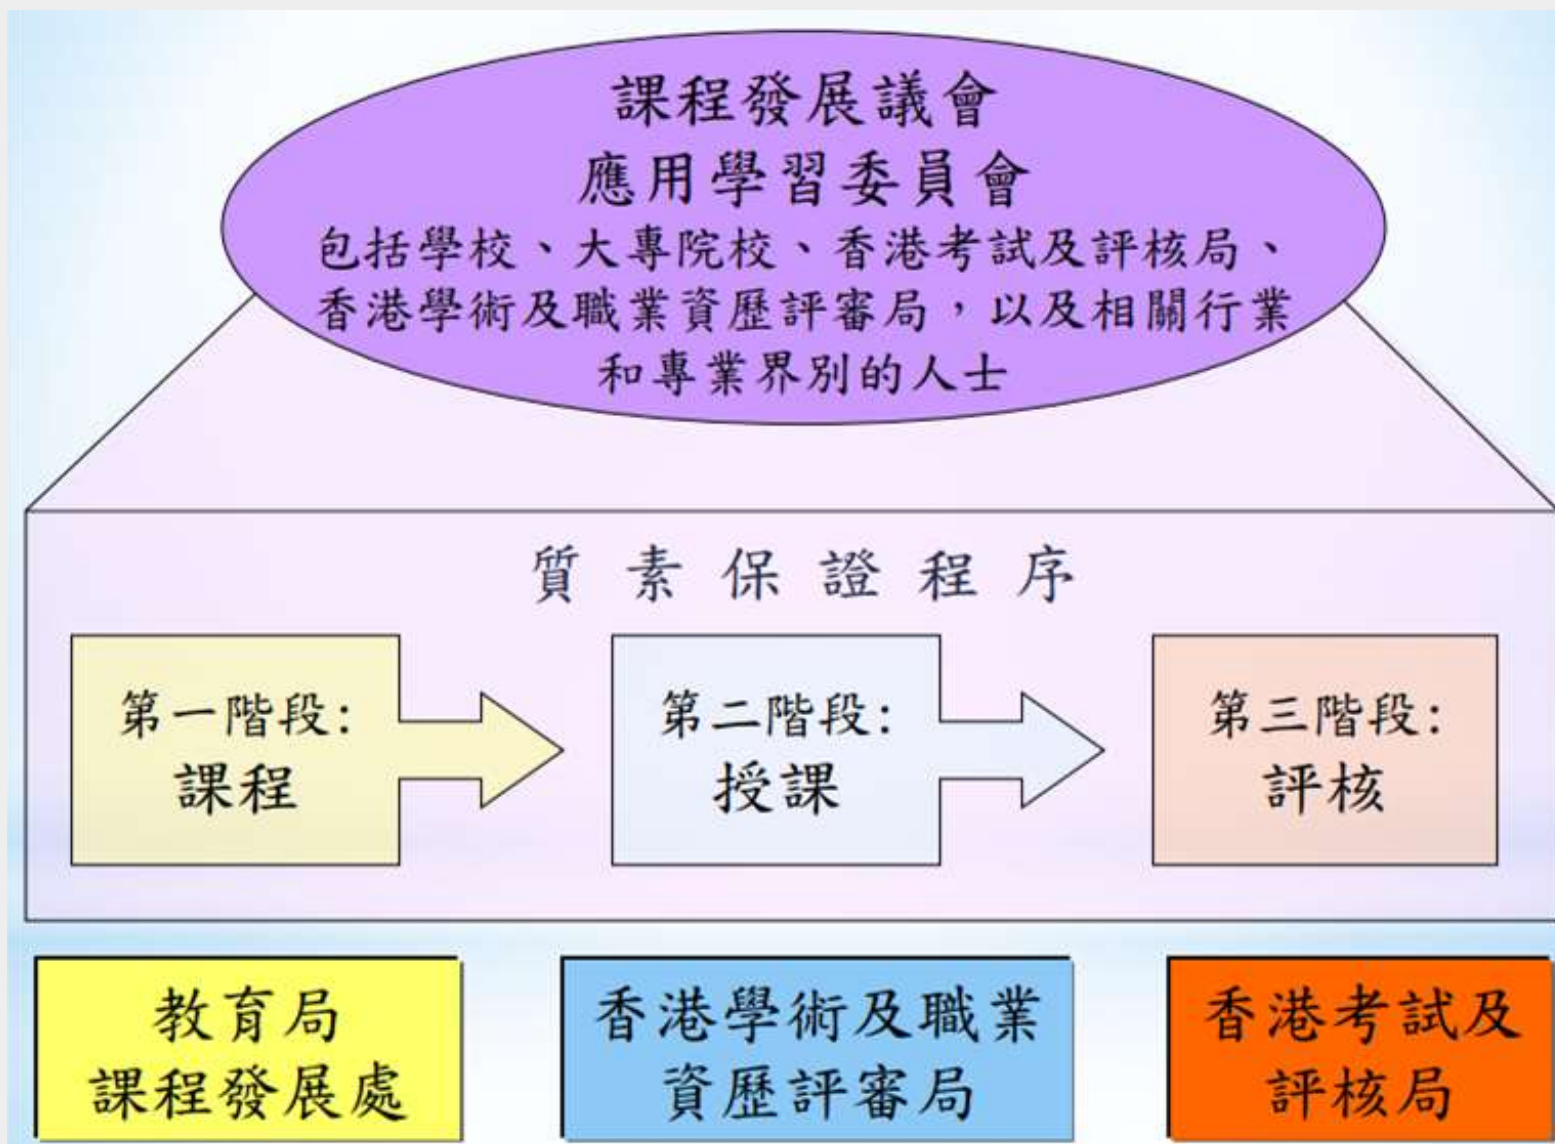 課程發展議會
應用學習委員會
包括學校、大專院校、香港考試及評核局、
香港學術及職業資歷評審局，以及相關行業
和專業界別的人士
質素保證程序
第一階段:
課程
第二階段:
授課
第三階段:
評核
教育局
課程發展處
香港學術及職業
資歷評審局
香港考試及
評核局